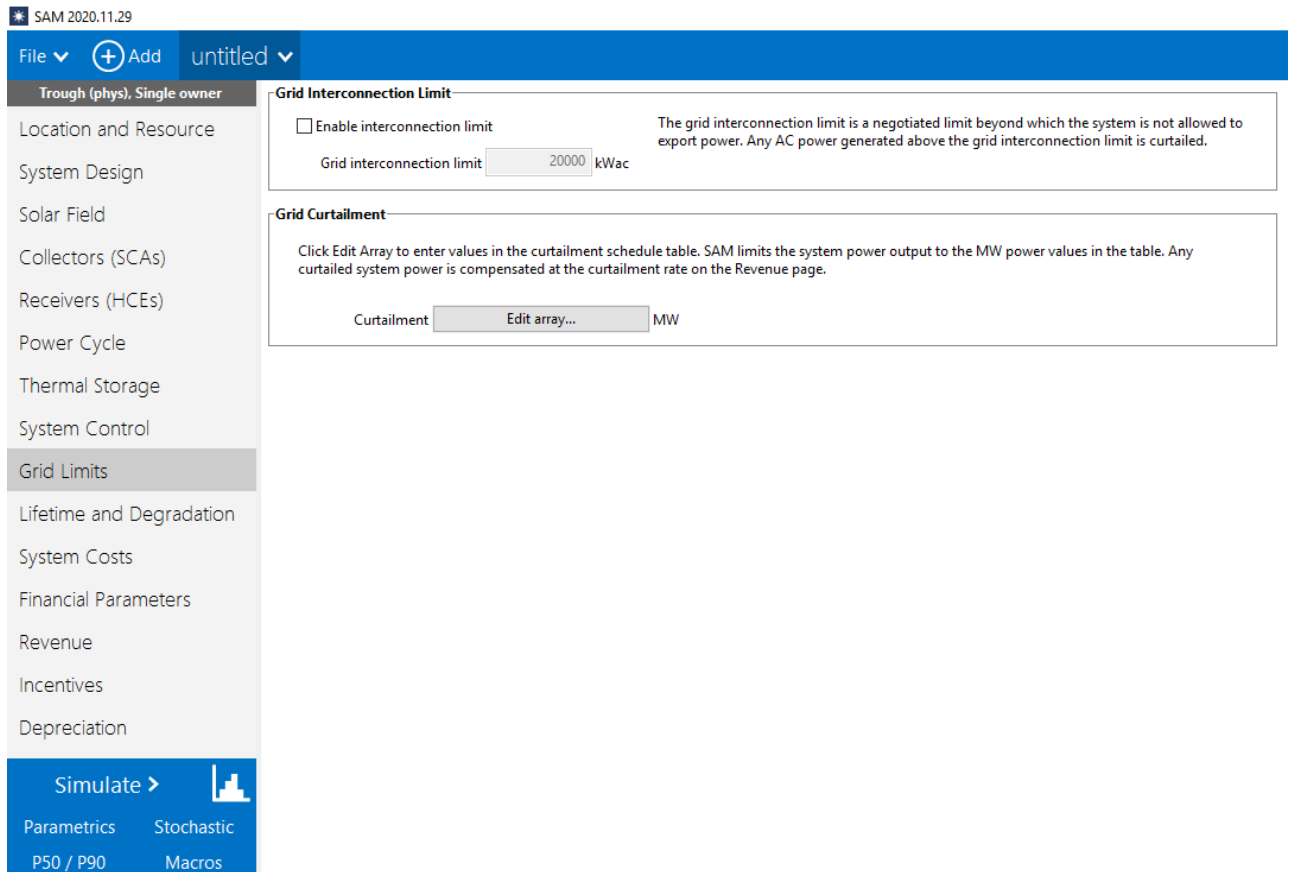 SAM 2020.11.29
File Add untitled
Trough (phys), Single owner
Location and Resource
System Design
Solar Field
Collectors (SCAs)
Receivers (HCEs)
Power Cycle
Thermal Storage
System Control
Grid Limits
Lifetime and Degradation
System Costs
Financial Parameters
Revenue
Incentives
Depreciation
Simulate >
Parametrics Stochastic
P50 / P90 Macros
Grid Interconnection Limit
Enable interconnection limit
Grid interconnection limit 20000 kWac
The grid interconnection limit is a negotiated limit beyond which the system is not allowed to
export power. Any AC power generated above the grid interconnection limit is curtailed.
Grid Curtailment
Click Edit Array to enter values in the curtailment schedule table. SAM limits the system power output to the MW power values in the table. Any
curtailed system power is compensated at the curtailment rate on the Revenue page.
Curtailment Edit array... MW